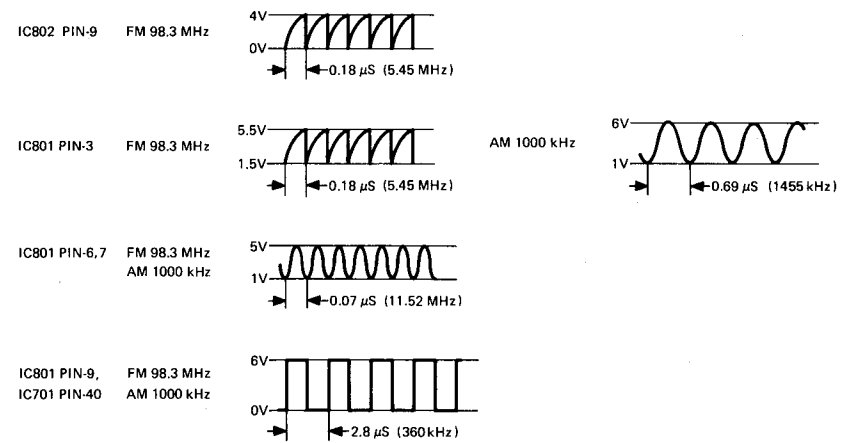 IC802 PIN-9 FM 98.3 MHz
4V
0V
0.18 μS (5.45 MHz)
IC801 PIN-3 FM 98.3 MHz
5.5V
1.5V
0.18 μS (5.45 MHz)
AM 1000 kHz
6V
1V
0.69 μS (1455 kHz)
IC801 PIN-6,7 FM 98.3 MHz
AM 1000 kHz
5V
1V
0.07 μS (11.52 MHz)
IC801 PIN-9, FM 98.3 MHz
IC701 PIN-40 AM 1000 kHz
6V
0V
2.8 μS (360 kHz)